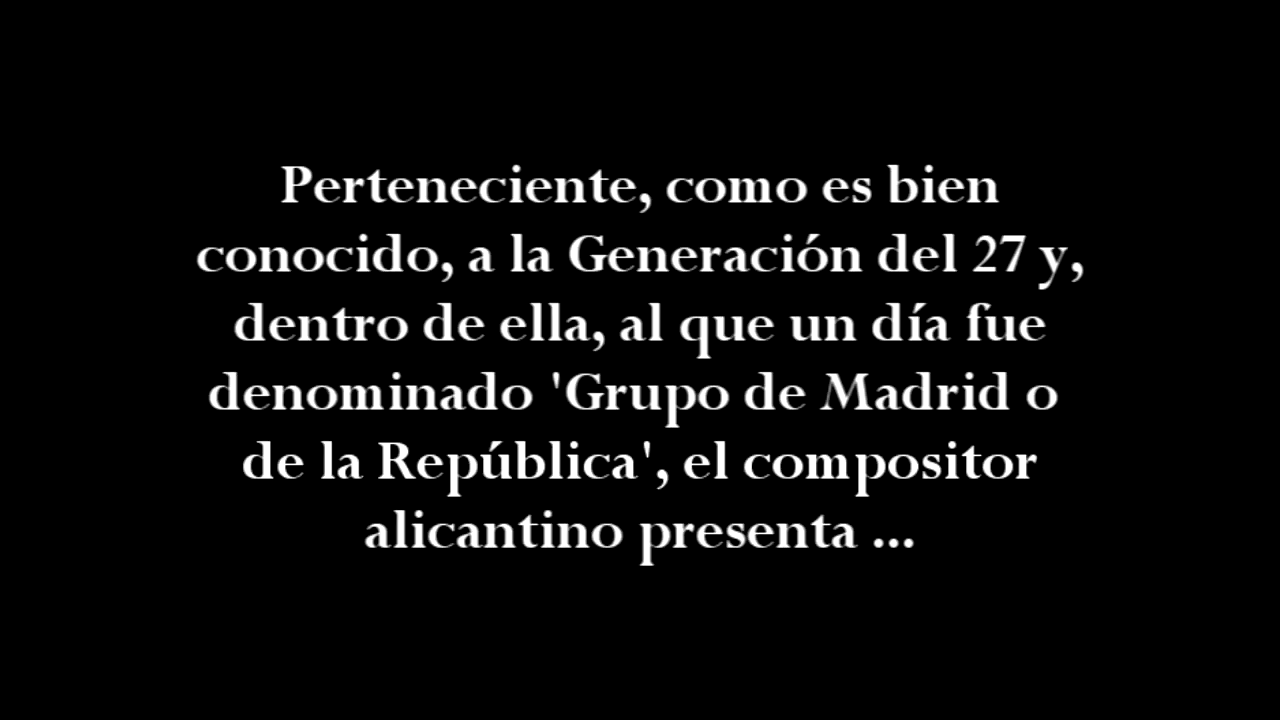 Perteneciente, como es bien
conocido, a la Generación del 27 y,
dentro de ella, al que un día fue
denominado 'Grupo de Madrid o
de la República', el compositor
alicantino presenta ...